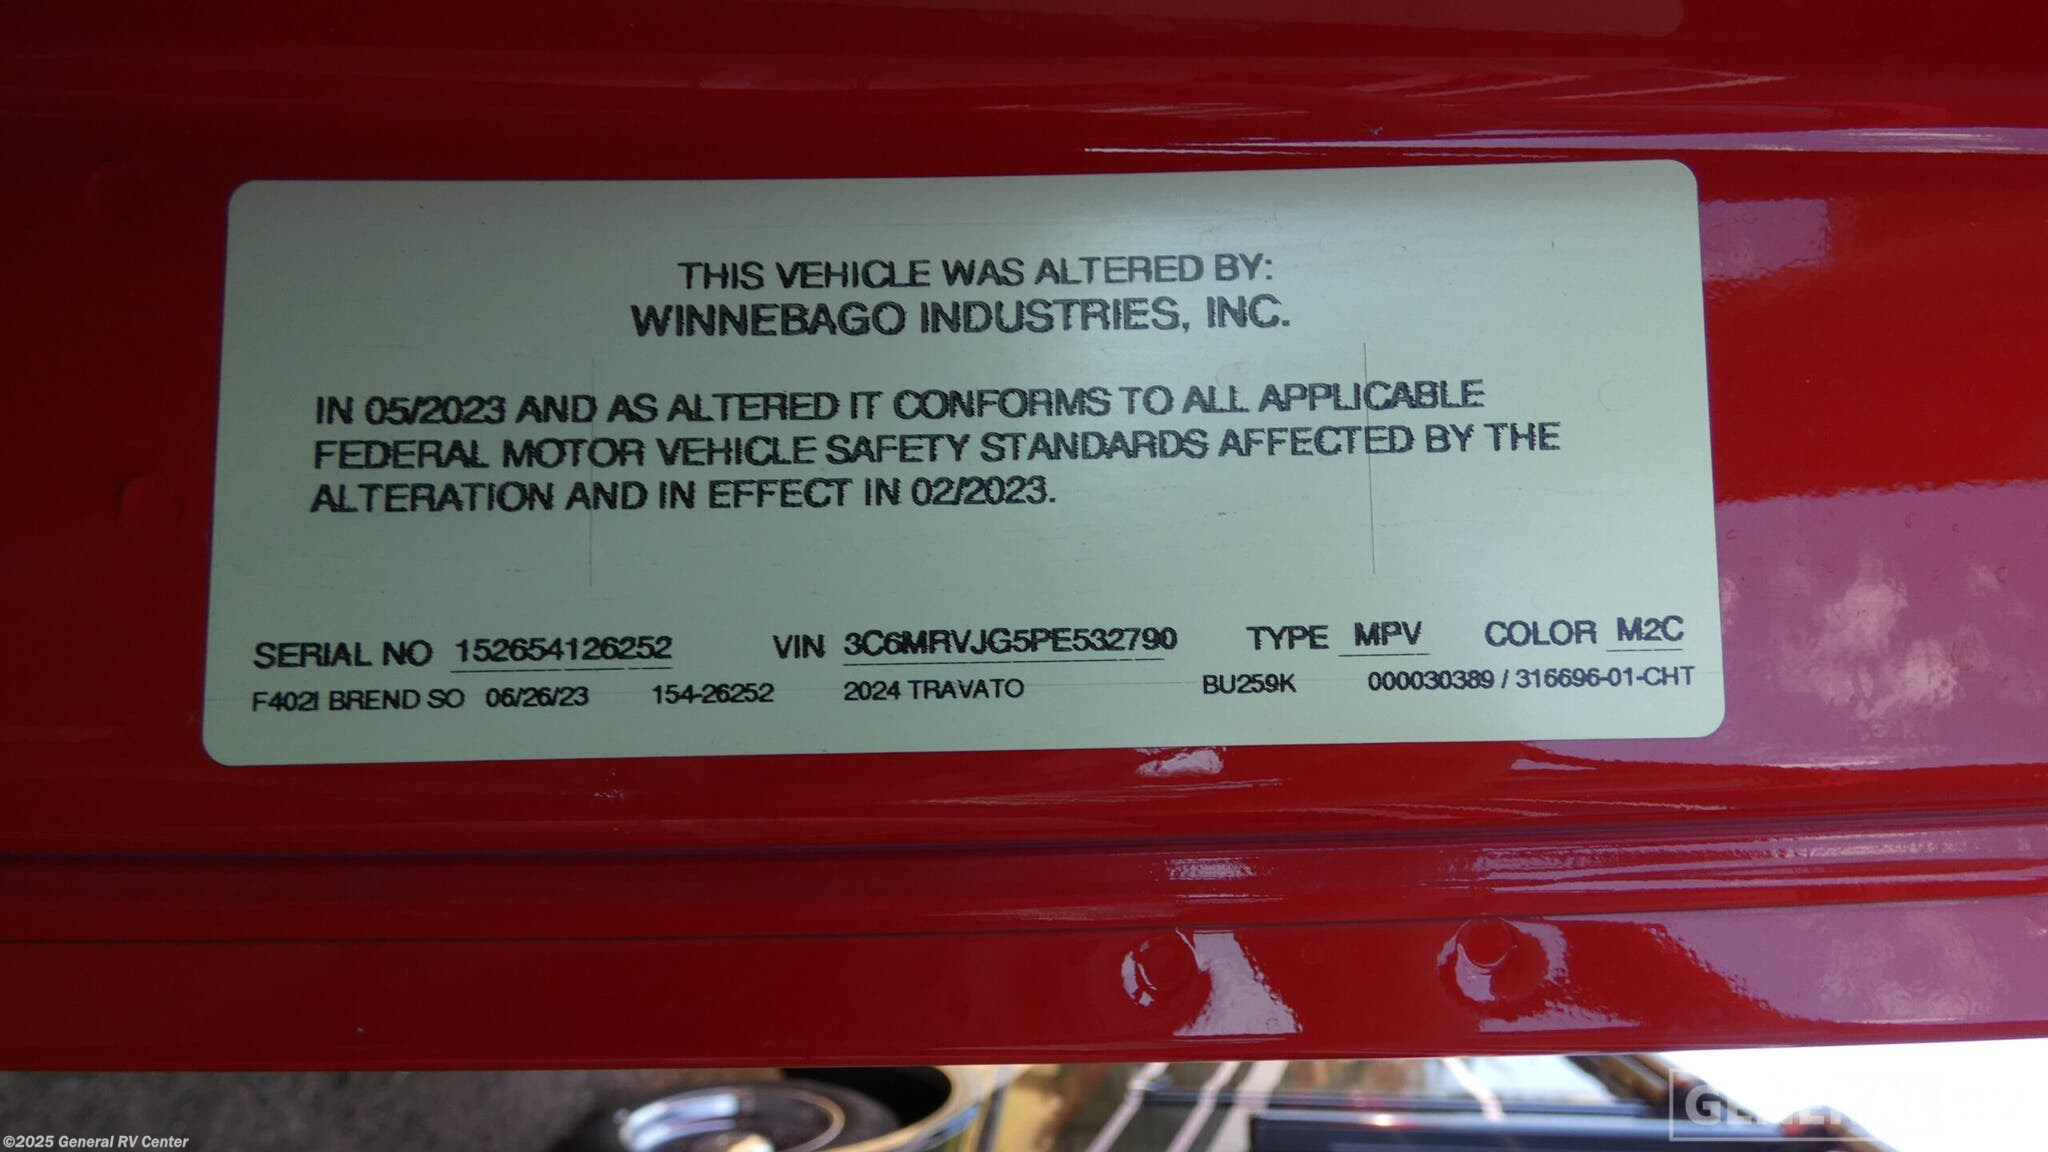 THIS VEHICLE WAS ALTERED BY:
WINNEBAGO INDUSTRIES, INC.
IN 05/2023 AND AS ALTERED IT CONFORMS TO ALL APPLICABLE
FEDERAL MOTOR VEHICLE SAFETY STANDARDS AFFECTED BY THE
ALTERATION AND IN EFFECT IN 02/2023.
SERIAL NO 152654126252 VIN 3C6MRVJG5PE532790 TYPE MPV COLOR M2C
F402I BREND SO 06/26/23 154-26252 2024 TRAVATO BU259K 000030389 / 316696-01-CHT
©2025 General RV Center